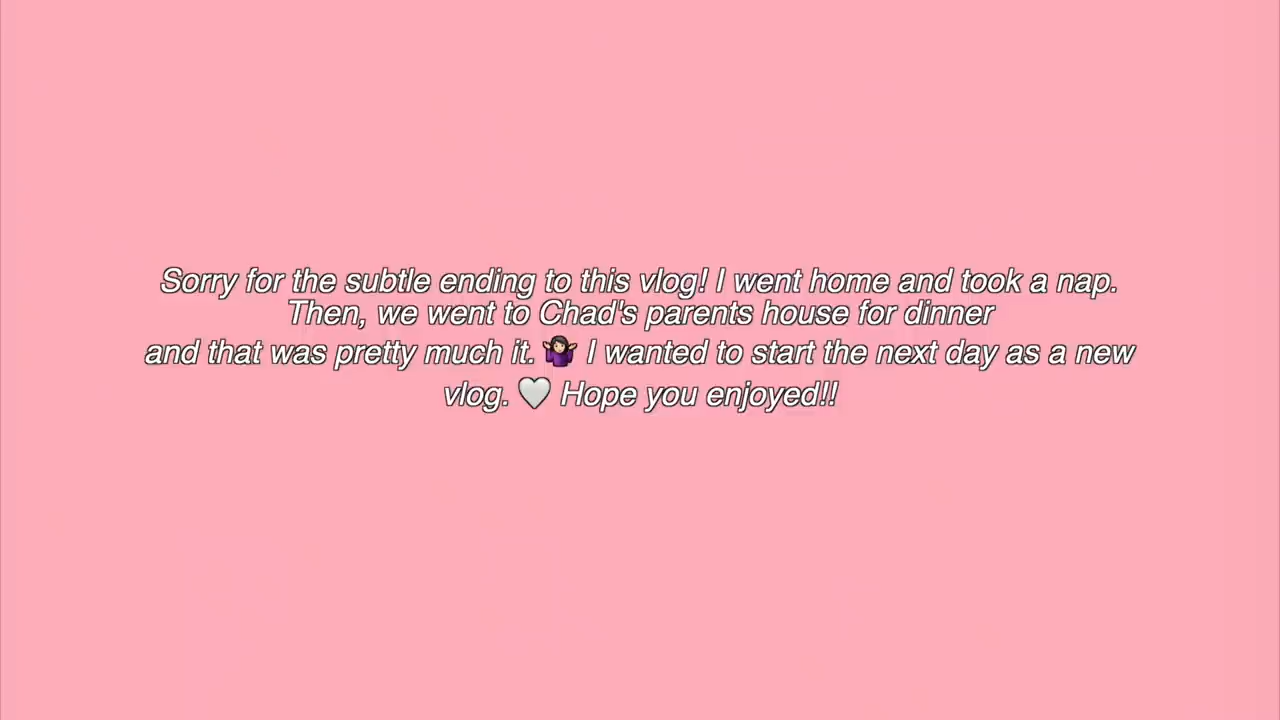 Sorry for the subtle ending to this vlog! I went home and took a nap.
Then, we went to Chad's parents house for dinner
and that was pretty much it. 🤷🏻‍♀️ I wanted to start the next day as a new
vlog. 🤍 Hope you enjoyed!!